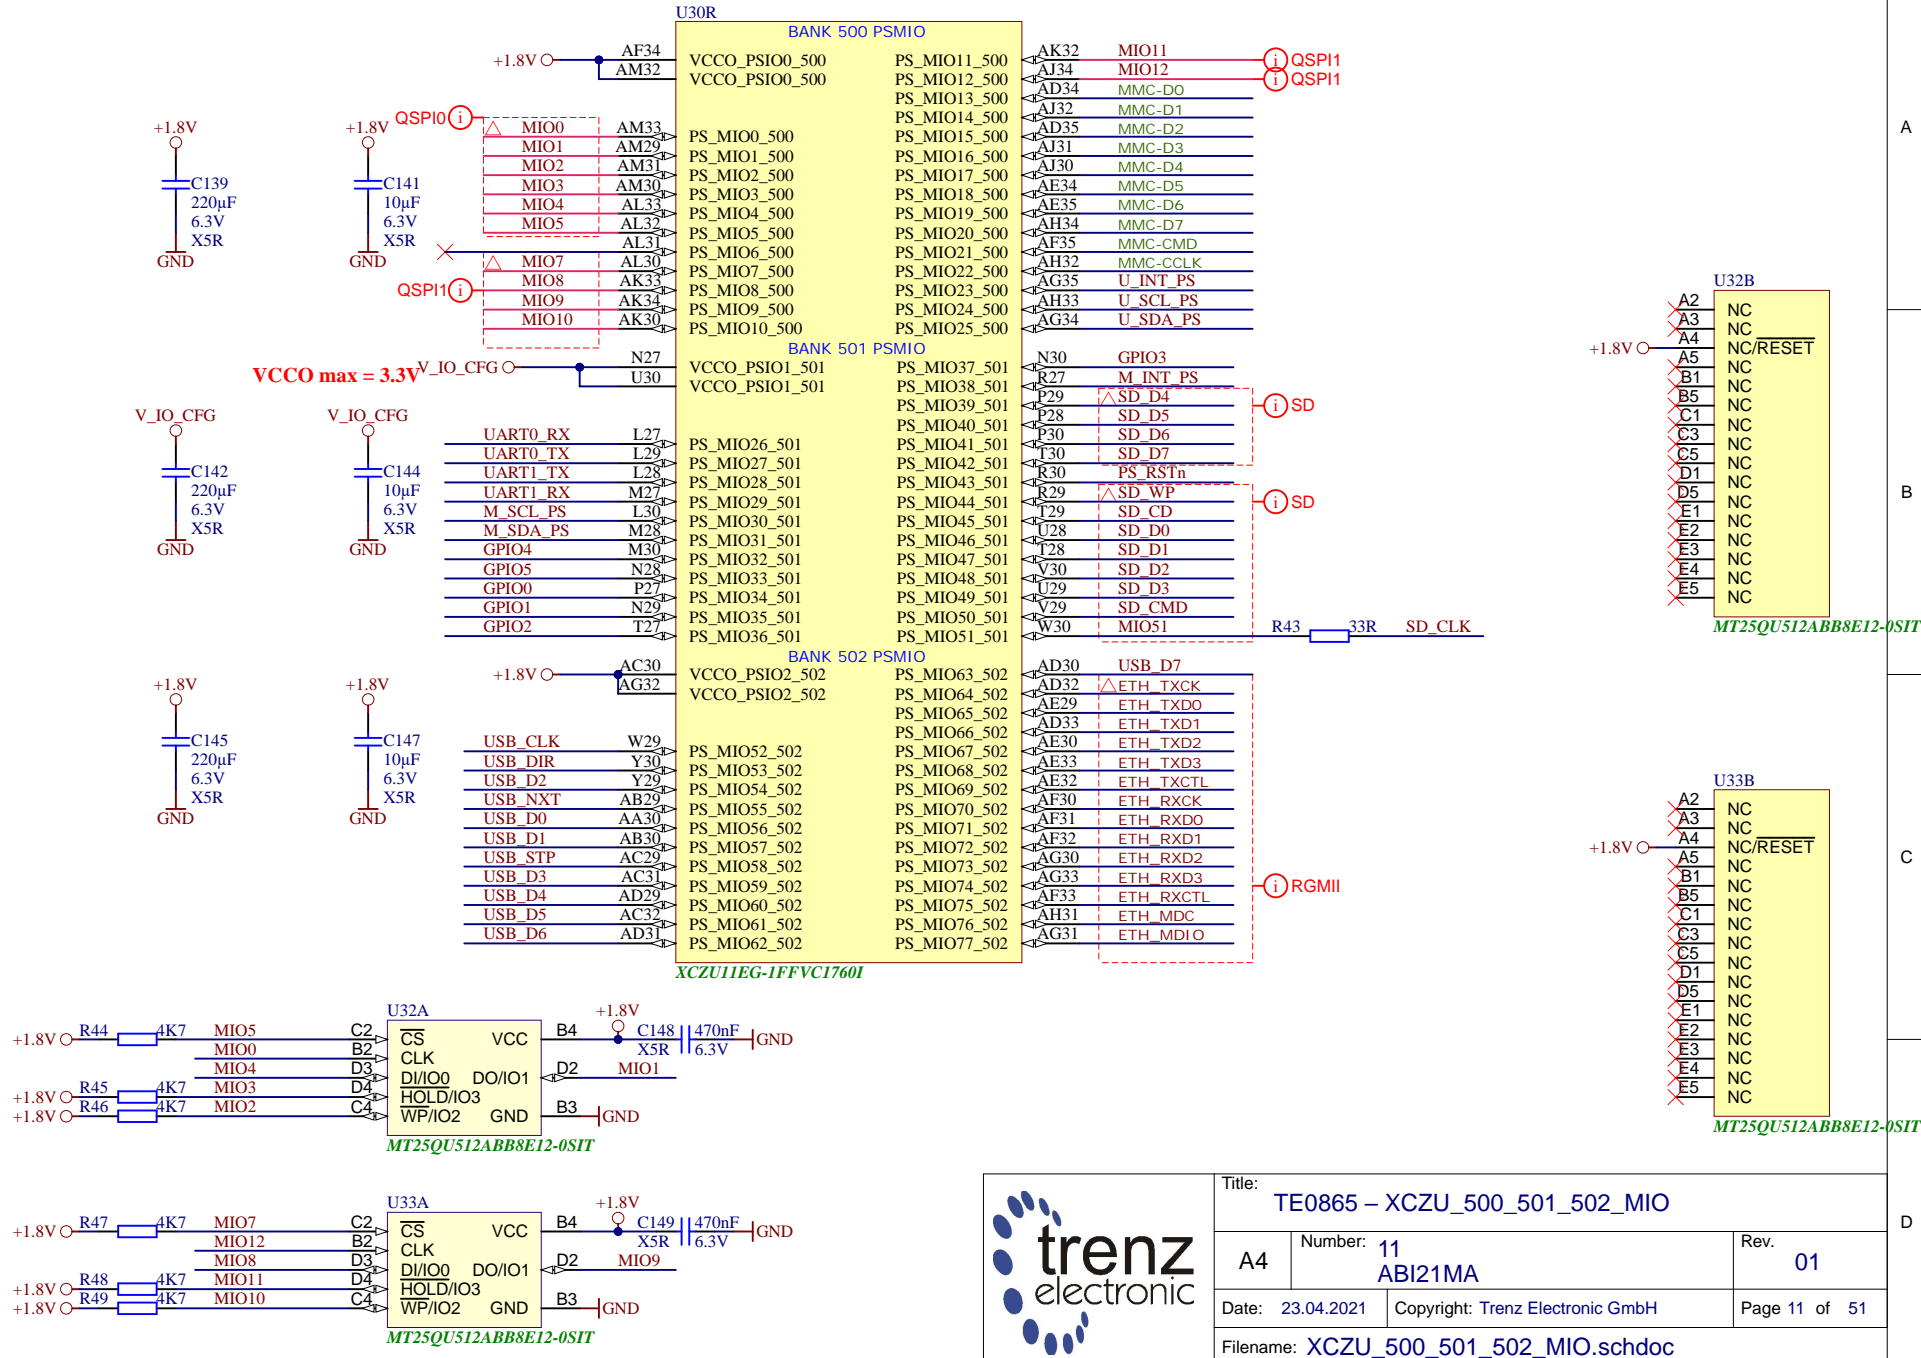 U30R
BANK 500 PSMIO
+1.8V AF34 VCCO_PSIO0_500 PS_MIO11_500 AK32 MIO11 i QSPI1
AM32 VCCO_PSIO0_500 PS_MIO12_500 AJ34 MIO12 i QSPI1
PS_MIO13_500 AD34 MMC-D0
PS_MIO14_500 AJ32 MMC-D1
QSPI0 i MIO0 AM33 PS_MIO0_500 PS_MIO15_500 AD35 MMC-D2
MIO1 AM29 PS_MIO1_500 PS_MIO16_500 AJ31 MMC-D3
MIO2 AM31 PS_MIO2_500 PS_MIO17_500 AJ30 MMC-D4
MIO3 AM30 PS_MIO3_500 PS_MIO18_500 AE34 MMC-D5
MIO4 AL33 PS_MIO4_500 PS_MIO19_500 AE35 MMC-D6
MIO5 AL32 PS_MIO5_500 PS_MIO20_500 AH34 MMC-D7
AL31 PS_MIO6_500 PS_MIO21_500 AF35 MMC-CMD
MIO7 AL30 PS_MIO7_500 PS_MIO22_500 AH32 MMC-CCLK
QSPI1 i MIO8 AK33 PS_MIO8_500 PS_MIO23_500 AG35 U_INT_PS
MIO9 AK34 PS_MIO9_500 PS_MIO24_500 AH33 U_SCL_PS
MIO10 AK30 PS_MIO10_500 PS_MIO25_500 AG34 U_SDA_PS
BANK 501 PSMIO
VCCO max = 3.3V V_IO_CFG N27 VCCO_PSIO1_501 PS_MIO37_501 N30 GPIO3
U30 VCCO_PSIO1_501 PS_MIO38_501 R27 M_INT_PS
PS_MIO39_501 P29 SD_D4 i SD
PS_MIO40_501 P28 SD_D5
UART0_RX L27 PS_MIO26_501 PS_MIO41_501 P30 SD_D6
UART0_TX L29 PS_MIO27_501 PS_MIO42_501 T30 SD_D7
UART1_TX L28 PS_MIO28_501 PS_MIO43_501 R30 PS_RSTn
UART1_RX M27 PS_MIO29_501 PS_MIO44_501 R29 SD_WP i SD
M_SCL_PS L30 PS_MIO30_501 PS_MIO45_501 T29 SD_CD
M_SDA_PS M28 PS_MIO31_501 PS_MIO46_501 U28 SD_D0
GPIO4 M30 PS_MIO32_501 PS_MIO47_501 T28 SD_D1
GPIO5 N28 PS_MIO33_501 PS_MIO48_501 V30 SD_D2
GPIO0 P27 PS_MIO34_501 PS_MIO49_501 U29 SD_D3
GPIO1 N29 PS_MIO35_501 PS_MIO50_501 V29 SD_CMD
GPIO2 T27 PS_MIO36_501 PS_MIO51_501 W30 MIO51 R43 33R SD_CLK
BANK 502 PSMIO
+1.8V AC30 VCCO_PSIO2_502 PS_MIO63_502 AD30 USB_D7
AG32 VCCO_PSIO2_502 PS_MIO64_502 AD32 ETH_TXCK
PS_MIO65_502 AE29 ETH_TXD0
PS_MIO66_502 AD33 ETH_TXD1
USB_CLK W29 PS_MIO52_502 PS_MIO67_502 AE30 ETH_TXD2
USB_DIR Y30 PS_MIO53_502 PS_MIO68_502 AE33 ETH_TXD3
USB_D2 Y29 PS_MIO54_502 PS_MIO69_502 AE32 ETH_TXCTL
USB_NXT AB29 PS_MIO55_502 PS_MIO70_502 AF30 ETH_RXCK
USB_D0 AA30 PS_MIO56_502 PS_MIO71_502 AF31 ETH_RXD0
USB_D1 AB30 PS_MIO57_502 PS_MIO72_502 AF32 ETH_RXD1
USB_STP AC29 PS_MIO58_502 PS_MIO73_502 AG30 ETH_RXD2
USB_D3 AC31 PS_MIO59_502 PS_MIO74_502 AG33 ETH_RXD3 i RGMII
USB_D4 AD29 PS_MIO60_502 PS_MIO75_502 AF33 ETH_RXCTL
USB_D5 AC32 PS_MIO61_502 PS_MIO76_502 AH31 ETH_MDC
USB_D6 AD31 PS_MIO62_502 PS_MIO77_502 AG31 ETH_MDIO
XCZU11EG-1FFVC1760I
+1.8V +1.8V
C139 C141
220µF 10µF
6.3V 6.3V
X5R X5R
GND GND
V_IO_CFG V_IO_CFG
C142 C144
220µF 10µF
6.3V 6.3V
X5R X5R
GND GND
+1.8V +1.8V
C145 C147
220µF 10µF
6.3V 6.3V
X5R X5R
GND GND
U32B
A2 NC
A3 NC
+1.8V A4 NC/RESET
A5 NC
B1 NC
B5 NC
C1 NC
C3 NC
C5 NC
D1 NC
D5 NC
E1 NC
E2 NC
E3 NC
E4 NC
E5 NC
MT25QU512ABB8E12-0SIT
U33B
A2 NC
A3 NC
+1.8V A4 NC/RESET
A5 NC
B1 NC
B5 NC
C1 NC
C3 NC
C5 NC
D1 NC
D5 NC
E1 NC
E2 NC
E3 NC
E4 NC
E5 NC
MT25QU512ABB8E12-0SIT
A
B
C
D
U32A +1.8V
+1.8V R44 4K7 MIO5 C2 CS VCC B4 C148 470nF GND
X5R 6.3V
MIO0 B2 CLK
MIO4 D3 DI/IO0 DO/IO1 D2 MIO1
+1.8V R45 4K7 MIO3 D4 HOLD/IO3
+1.8V R46 4K7 MIO2 C4 WP/IO2 GND B3 GND
MT25QU512ABB8E12-0SIT
U33A +1.8V
+1.8V R47 4K7 MIO7 C2 CS VCC B4 C149 470nF GND
X5R 6.3V
MIO12 B2 CLK
MIO8 D3 DI/IO0 DO/IO1 D2 MIO9
+1.8V R48 4K7 MIO11 D4 HOLD/IO3
+1.8V R49 4K7 MIO10 C4 WP/IO2 GND B3 GND
MT25QU512ABB8E12-0SIT
trenz
electronic
Title:
TE0865 – XCZU_500_501_502_MIO
A4 Number: 11 Rev.
ABI21MA 01
Date: 23.04.2021 Copyright: Trenz Electronic GmbH Page 11 of 51
Filename: XCZU_500_501_502_MIO.schdoc